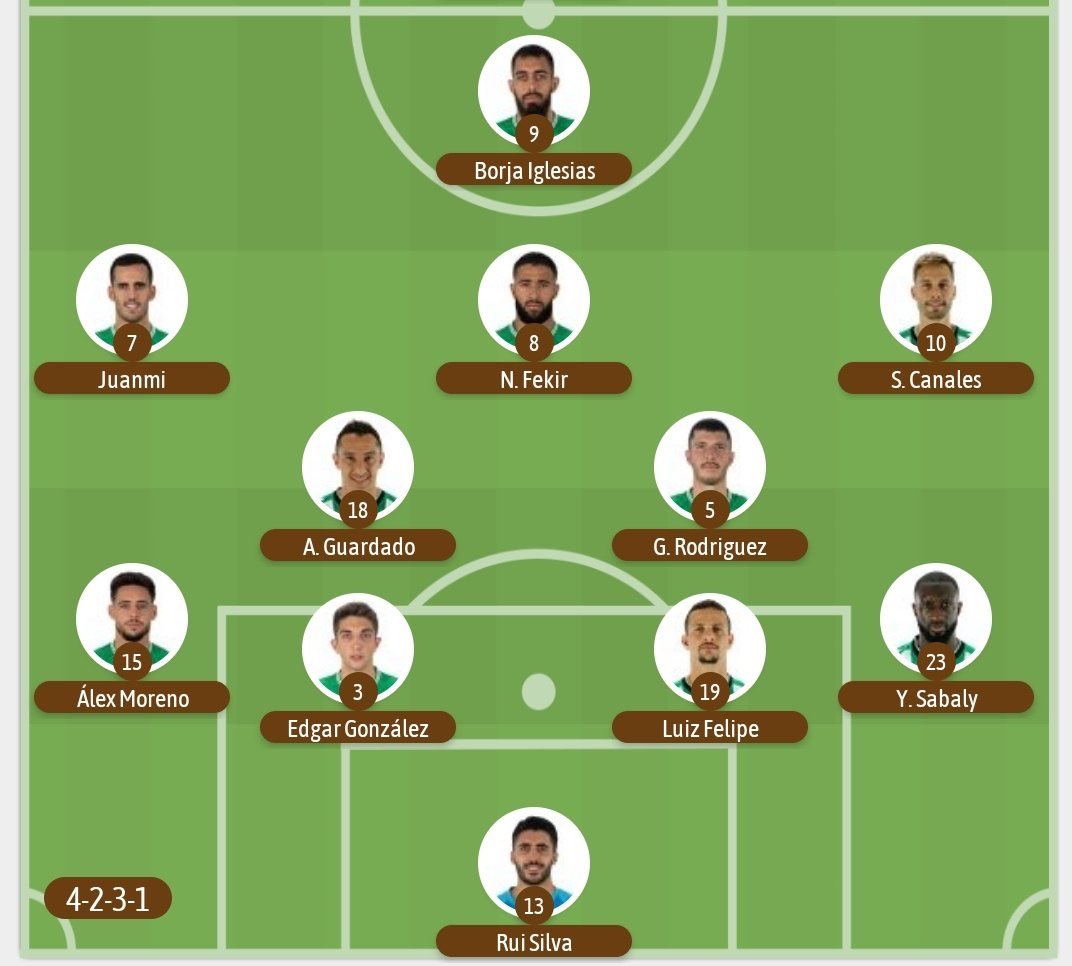 9
Borja Iglesias
7
Juanmi
8
N. Fekir
10
S. Canales
18
A. Guardado
5
G. Rodriguez
15
Álex Moreno
3
Edgar González
19
Luiz Felipe
23
Y. Sabaly
4-2-3-1
13
Rui Silva